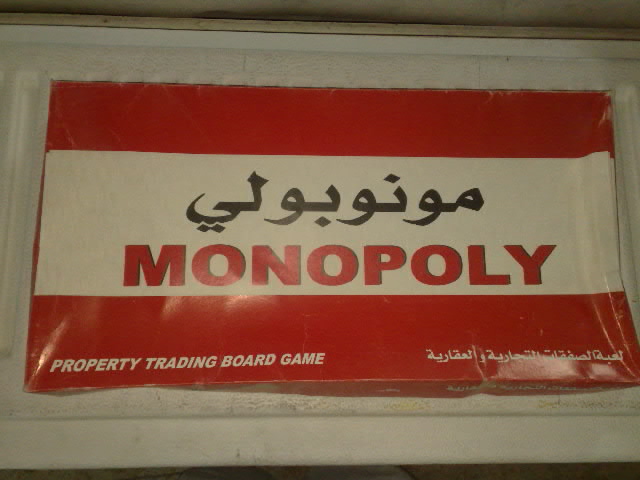 مونوبولي
MONOPOLY
PROPERTY TRADING BOARD GAME
لعبة الصفقات التجارية والعقارية